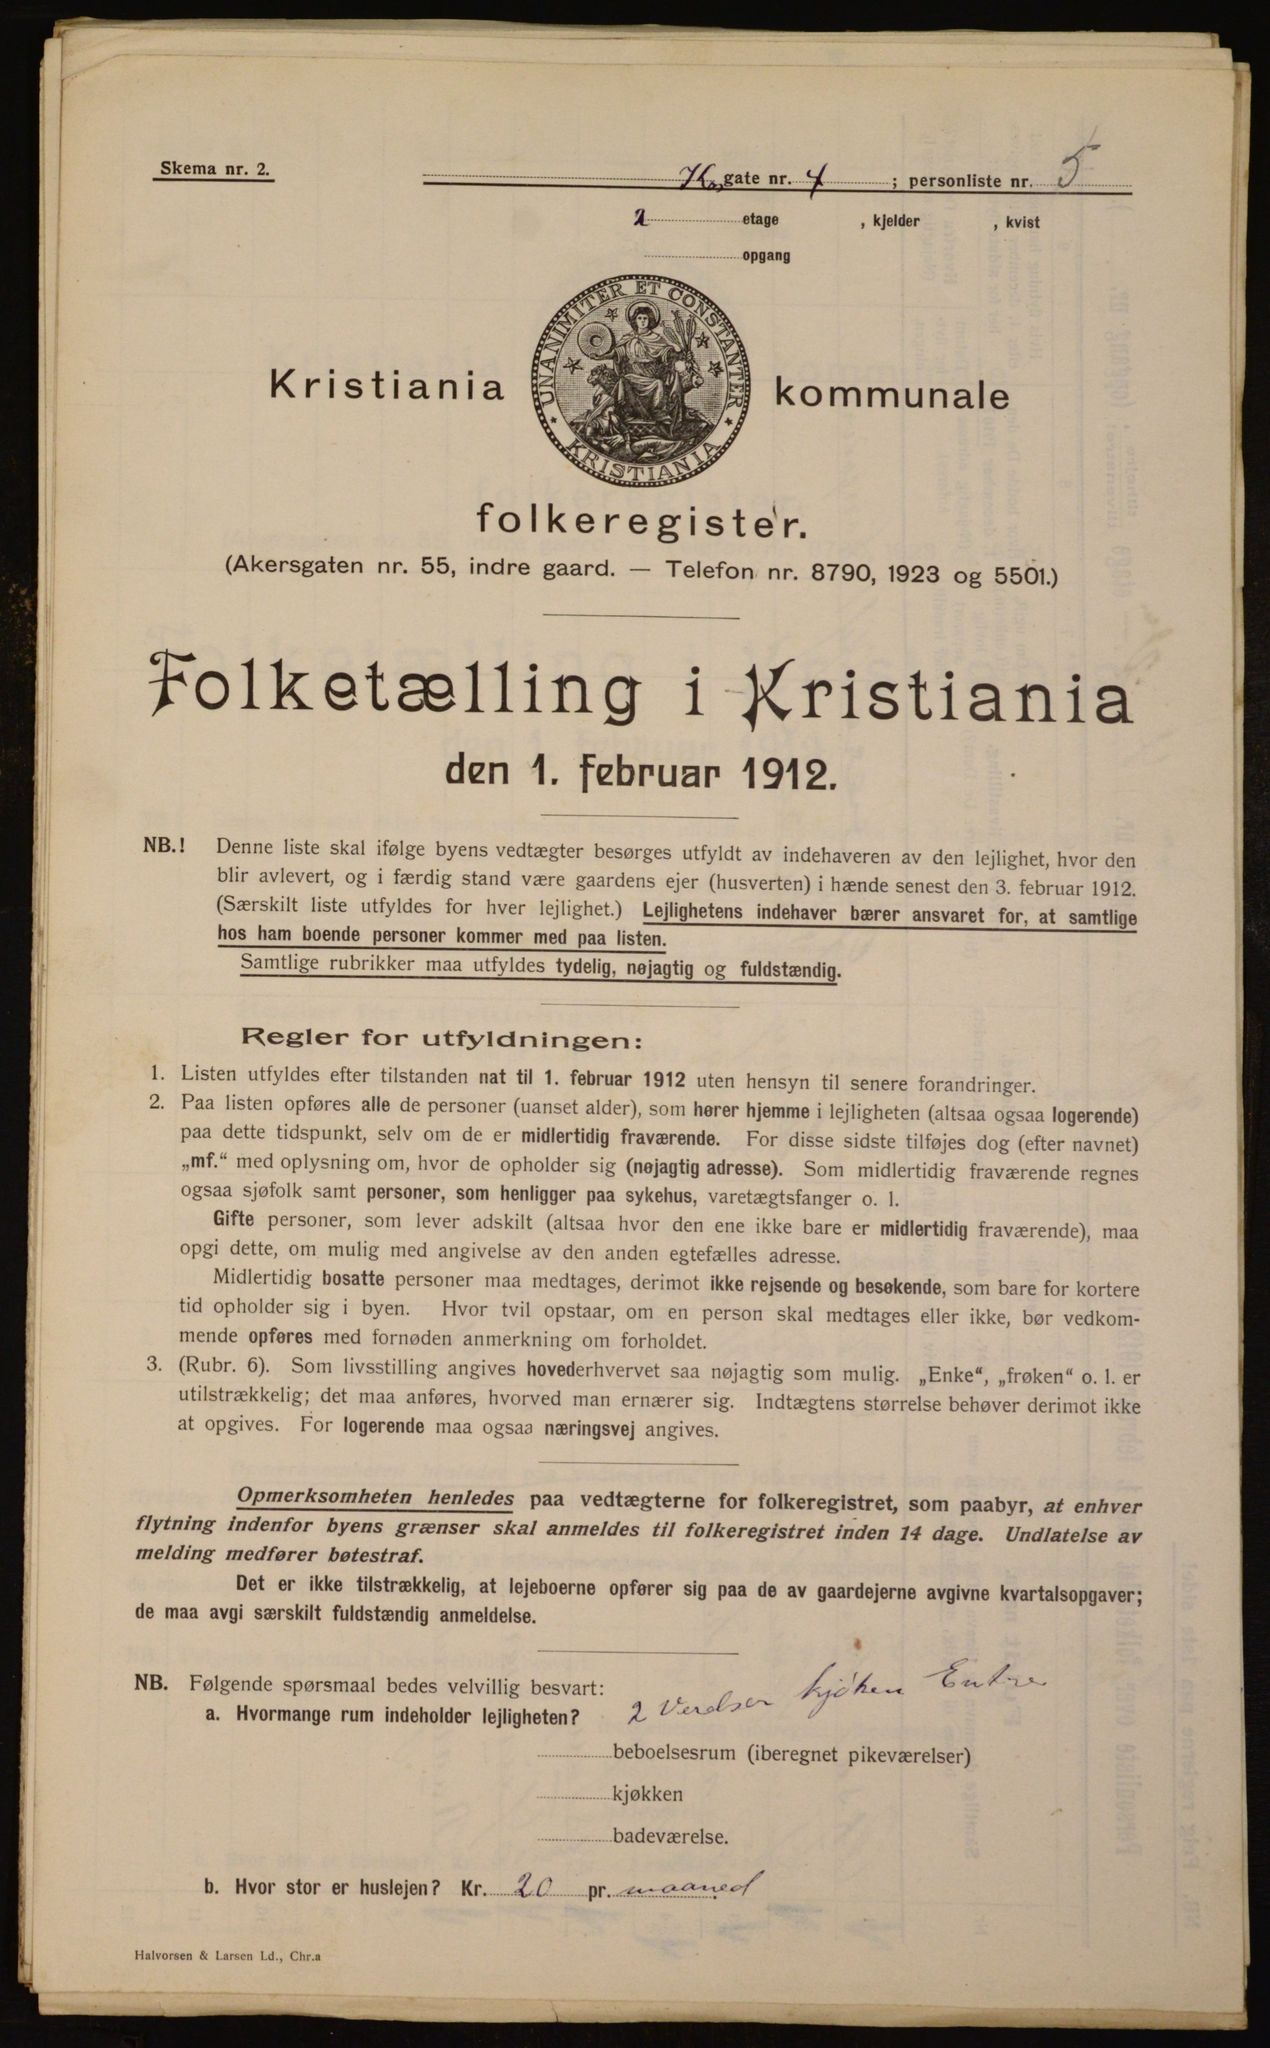 Skema nr. 2.
gate nr. 4 ; personliste nr. 5
2 etage , kjelder , kvist
opgang
UNANIMITER ET CONSTANTER
KRISTIANIA
Kristiania kommunale
folkeregister.
(Akersgaten nr. 55, indre gaard. — Telefon nr. 8790, 1923 og 5501.)
Folketælling i Kristiania
den 1. februar 1912.
NB.! Denne liste skal ifølge byens vedtægter besørges utfyldt av indehaveren av den lejlighet, hvor den
blir avlevert, og i færdig stand være gaardens ejer (husverten) i hænde senest den 3. februar 1912.
(Særskilt liste utfyldes for hver lejlighet.) Lejlighetens indehaver bærer ansvaret for, at samtlige
hos ham boende personer kommer med paa listen.
Samtlige rubrikker maa utfyldes tydelig, nøjagtig og fuldstændig.
Regler for utfyldningen:
1. Listen utfyldes efter tilstanden nat til 1. februar 1912 uten hensyn til senere forandringer.
2. Paa listen opføres alle de personer (uanset alder), som hører hjemme i lejligheten (altsaa ogsaa logerende)
paa dette tidspunkt, selv om de er midlertidig fraværende. For disse sidste tilføjes dog (efter navnet)
„mf.“ med oplysning om, hvor de opholder sig (nøjagtig adresse). Som midlertidig fraværende regnes
ogsaa sjøfolk samt personer, som henligger paa sykehus, varetægtsfanger o. l.
Gifte personer, som lever adskilt (altsaa hvor den ene ikke bare er midlertidig fraværende), maa
opgi dette, om mulig med angivelse av den anden egtefælles adresse.
Midlertidig bosatte personer maa medtages, derimot ikke rejsende og besøkende, som bare for kortere
tid opholder sig i byen. Hvor tvil opstaar, om en person skal medtages eller ikke, bør vedkom-
mende opføres med fornøden anmerkning om forholdet.
3. (Rubr. 6). Som livsstilling angives hovederhvervet saa nøjagtig som mulig. „Enke“, „frøken“ o. l. er
utilstrækkelig; det maa anføres, hvorved man ernærer sig. Indtægtens størrelse behøver derimot ikke
at opgives. For logerende maa ogsaa næringsvej angives.
Opmerksomheten henledes paa vedtægterne for folkeregistret, som paabyr, at enhver
flytning indenfor byens grænser skal anmeldes til folkeregistret inden 14 dage. Undlatelse av
melding medfører bøtestraf.
Det er ikke tilstrækkelig, at lejeboerne opfører sig paa de av gaardejerne avgivne kvartalsopgaver;
de maa avgi særskilt fuldstændig anmeldelse.
NB. Følgende spørsmaal bedes velvillig besvart:
a. Hvormange rum indeholder lejligheten? 2 kjøken Entre
beboelsesrum (iberegnet pikeværelser)
kjøkken
badeværelse.
b. Hvor stor er huslejen? Kr. 20 pr. maaned
Halvorsen & Larsen Ld., Chr.a